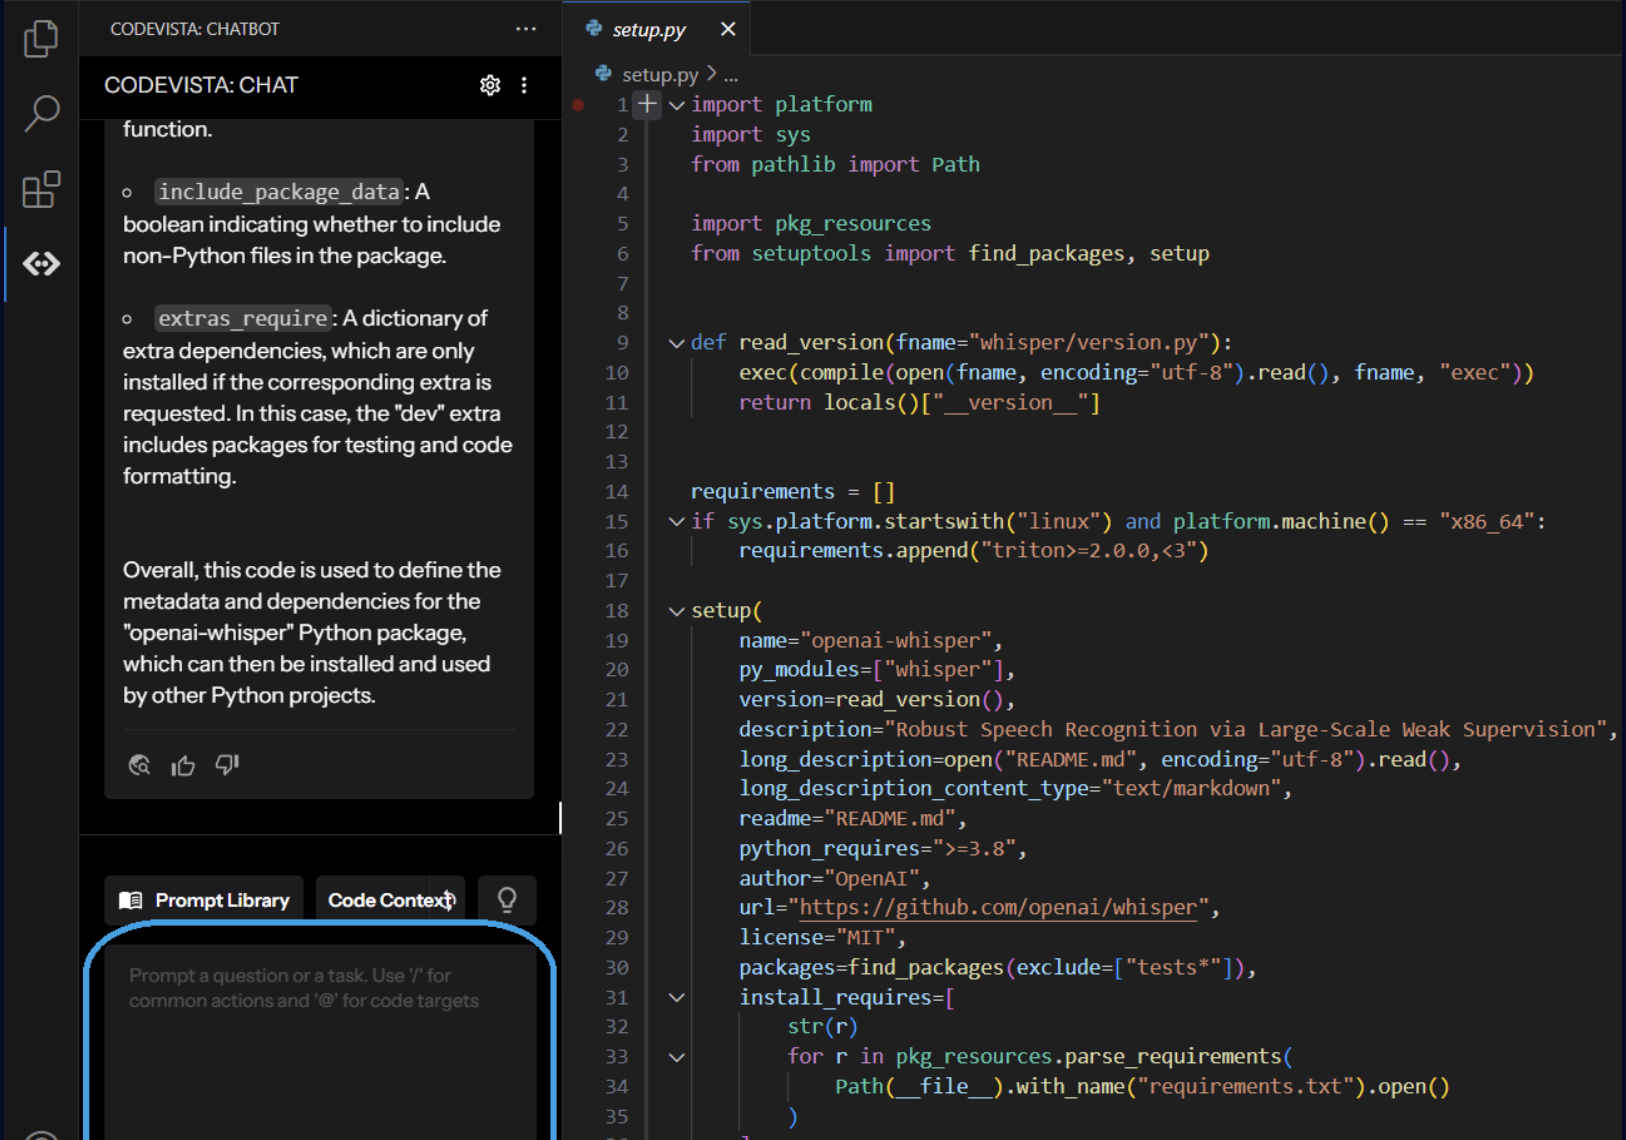 CODEVISTA: CHATBOT
CODEVISTA: CHAT
function.
include_package_data: A
boolean indicating whether to include
non-Python files in the package.
extras_require: A dictionary of
extra dependencies, which are only
installed if the corresponding extra is
requested. In this case, the "dev" extra
includes packages for testing and code
formatting.
Overall, this code is used to define the
metadata and dependencies for the
"openai-whisper" Python package,
which can then be installed and used
by other Python projects.
Prompt Library
Code Context
Prompt a question or a task. Use '/' for
common actions and '@' for code targets
setup.py
setup.py > ...
1 import platform
2 import sys
3 from pathlib import Path
4
5 import pkg_resources
6 from setuptools import find_packages, setup
7
8
9 def read_version(fname="whisper/version.py"):
10     exec(compile(open(fname, encoding="utf-8").read(), fname, "exec"))
11     return locals()["__version__"]
12
13
14 requirements = []
15 if sys.platform.startswith("linux") and platform.machine() == "x86_64":
16     requirements.append("triton>=2.0.0,<3")
17
18 setup(
19     name="openai-whisper",
20     py_modules=["whisper"],
21     version=read_version(),
22     description="Robust Speech Recognition via Large-Scale Weak Supervision",
23     long_description=open("README.md", encoding="utf-8").read(),
24     long_description_content_type="text/markdown",
25     readme="README.md",
26     python_requires=">=3.8",
27     author="OpenAI",
28     url="https://github.com/openai/whisper",
29     license="MIT",
30     packages=find_packages(exclude=["tests*"]),
31     install_requires=[
32         str(r)
33         for r in pkg_resources.parse_requirements(
34             Path(__file__).with_name("requirements.txt").open()
35         )